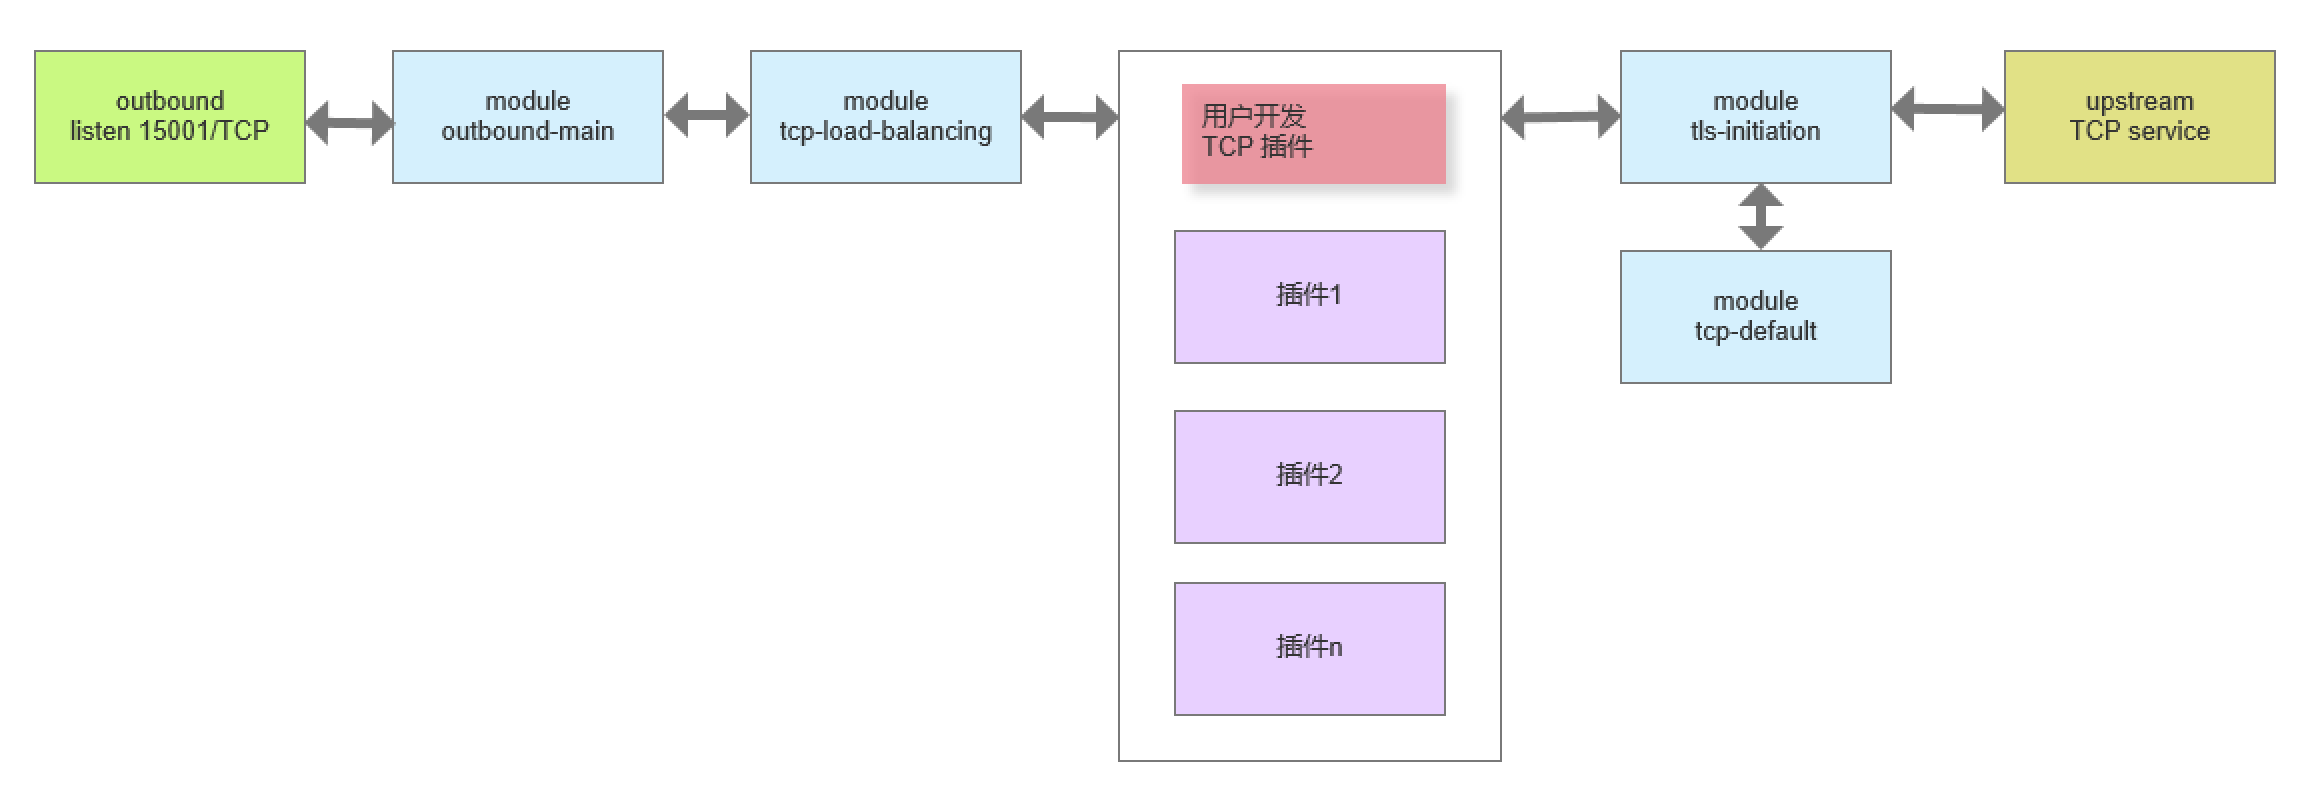 outbound
listen 15001/TCP
module
outbound-main
module
tcp-load-balancing
用户开发
TCP 插件
插件1
插件2
插件n
module
tls-initiation
module
tcp-default
upstream
TCP service